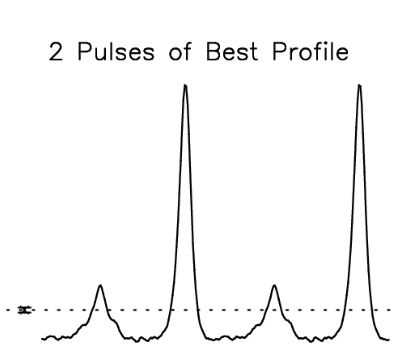 2 Pulses of Best Profile